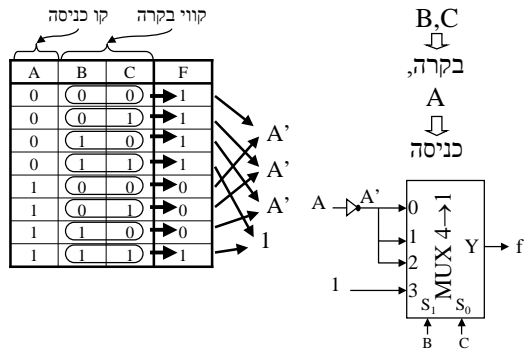 קו כניסה קווי בקרה
A B C F
0 0 0 1
0 0 1 1
0 1 0 1
0 1 1 1
1 0 0 0
1 0 1 0
1 1 0 0
1 1 1 1
A'
A'
A'
1
B,C
בקרה,
A
כניסה
A A' 0
1
2
1 3
MUX 4→1
Y f
S1 S0
B C